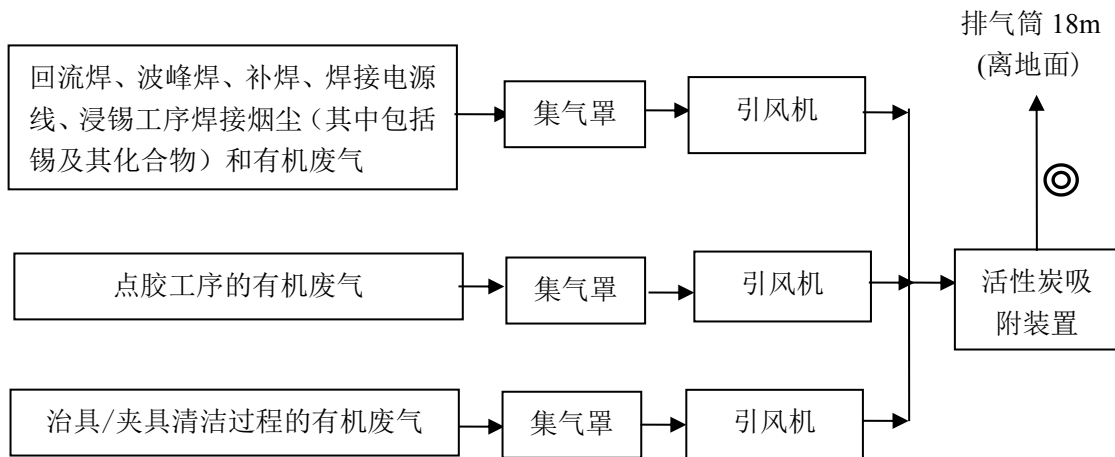 排气筒 18m
(离地面)
回流焊、波峰焊、补焊、焊接电源
线、浸锡工序焊接烟尘（其中包括
锡及其化合物）和有机废气
集气罩
引风机
点胶工序的有机废气
集气罩
引风机
活性炭吸
附装置
治具/夹具清洁过程的有机废气
集气罩
引风机